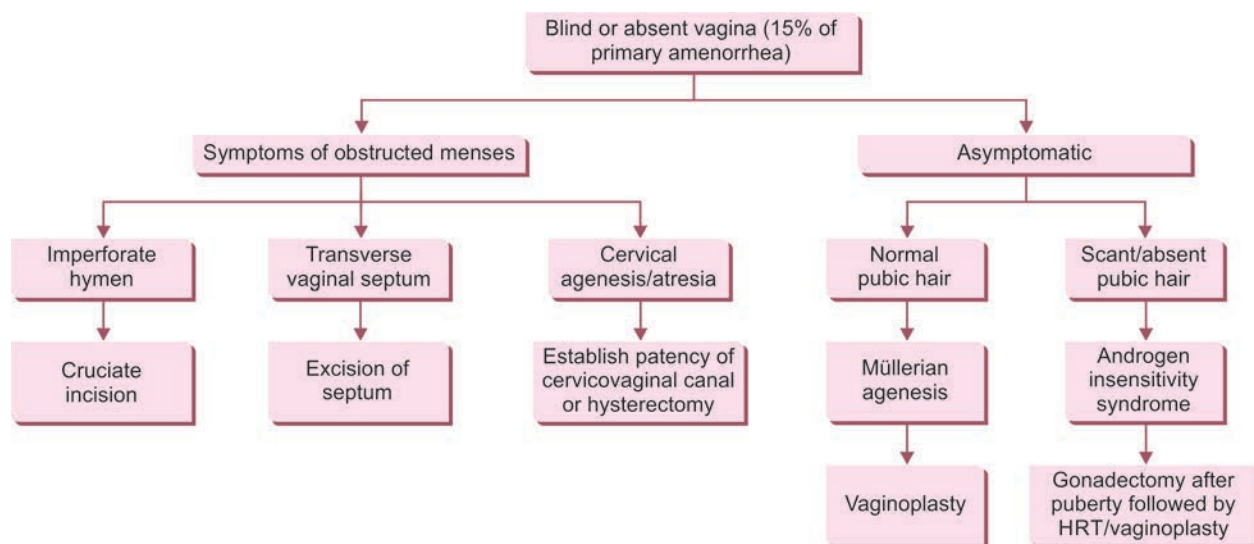 Blind or absent vagina (15% of
primary amenorrhea)
Symptoms of obstructed menses
Asymptomatic
Imperforate
hymen
Transverse
vaginal septum
Cervical
agenesis/atresia
Normal
pubic hair
Scant/absent
pubic hair
Cruciate
incision
Excision of
septum
Establish patency of
cervicovaginal canal
or hysterectomy
Müllerian
agenesis
Androgen
insensitivity
syndrome
Vaginoplasty
Gonadectomy after
puberty followed by
HRT/vaginoplasty